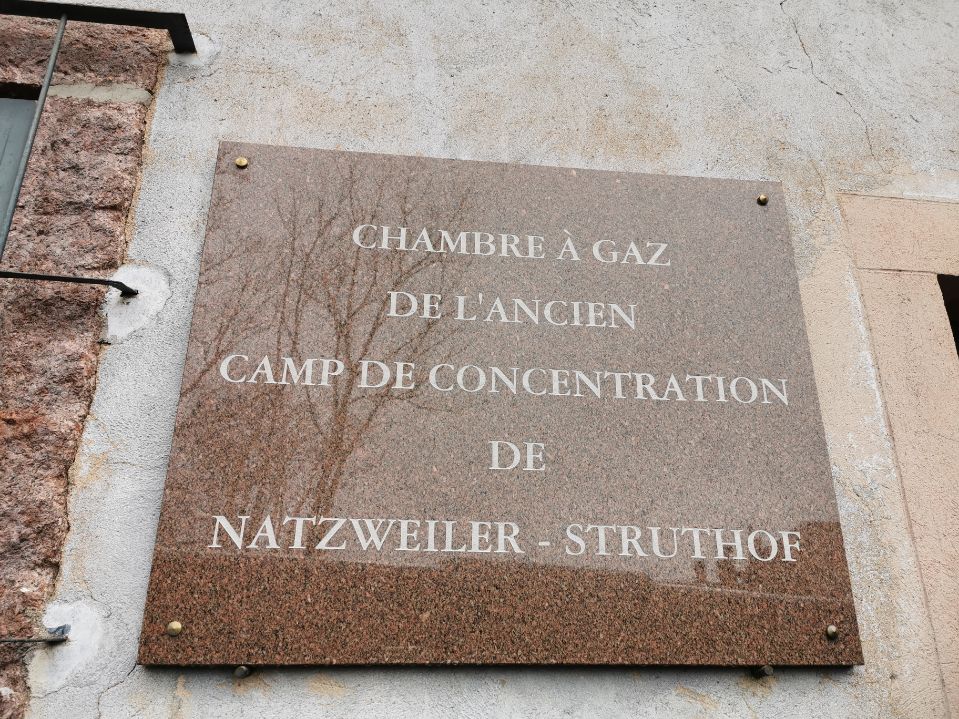 CHAMBRE À GAZ
DE L'ANCIEN
CAMP DE CONCENTRATION
DE
NATZWEILER - STRUTHOF